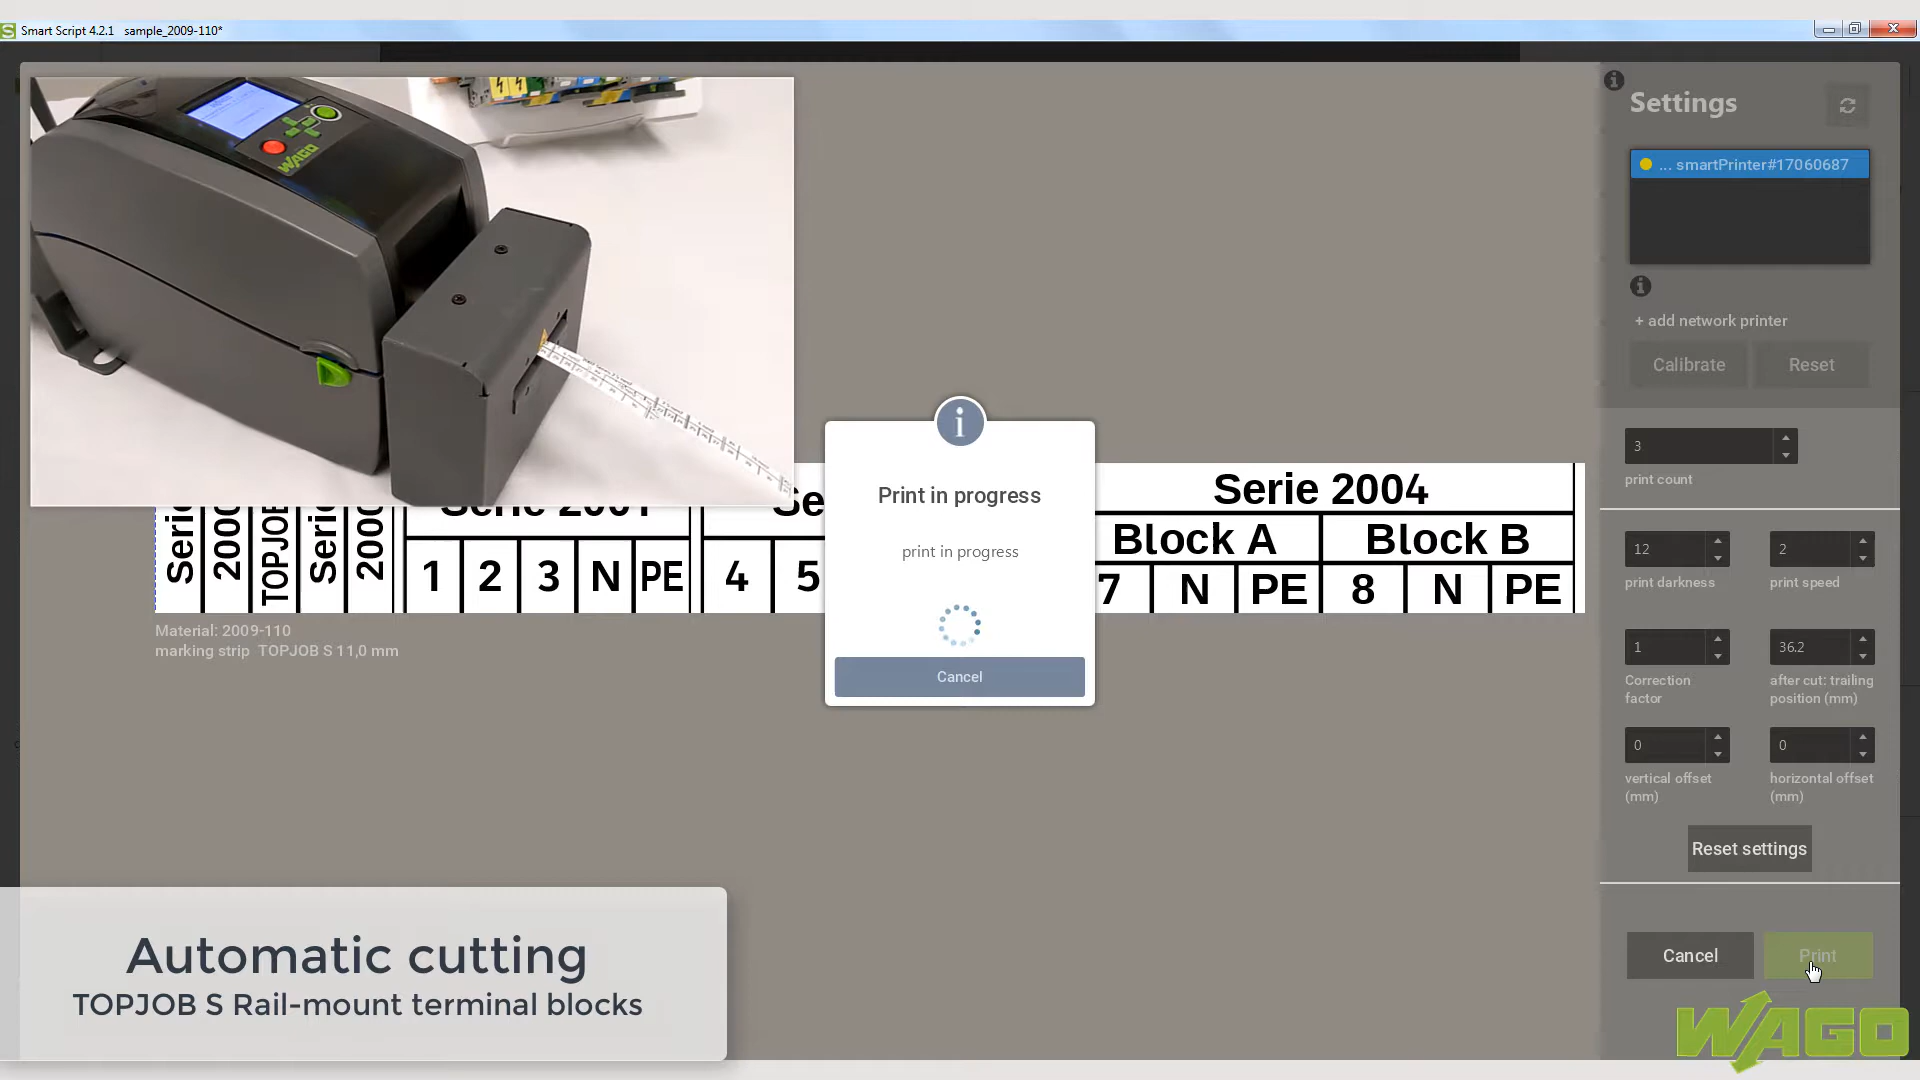 Smart Script 4.2.1 sample_2009-110*
WAGO
Settings
... smartPrinter#17060687
+ add network printer
Calibrate Reset
3
print count
12 2
print darkness print speed
1 36.2
Correction factor
after cut: trailing position (mm)
0 0
vertical offset (mm)
horizontal offset (mm)
Reset settings
Cancel Print
Serie 2004
Block A Block B
7 N PE 8 N PE
Serie 2001
1 2 3 N PE
4 5
TOPJOB
Material: 2009-110
marking strip TOPJOB S 11,0 mm
i
Print in progress
print in progress
Cancel
Automatic cutting
TOPJOB S Rail-mount terminal blocks
WAGO